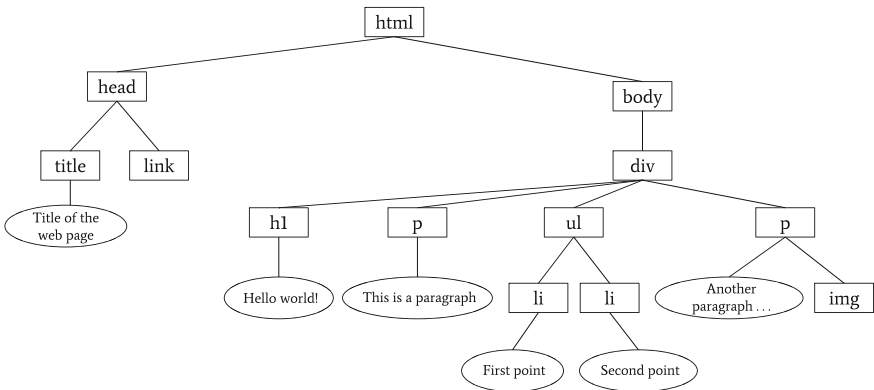 html
head
body
title
link
div
Title of the
web page
h1
p
ul
p
Hello world!
This is a paragraph
li
li
Another
paragraph . . .
img
First point
Second point